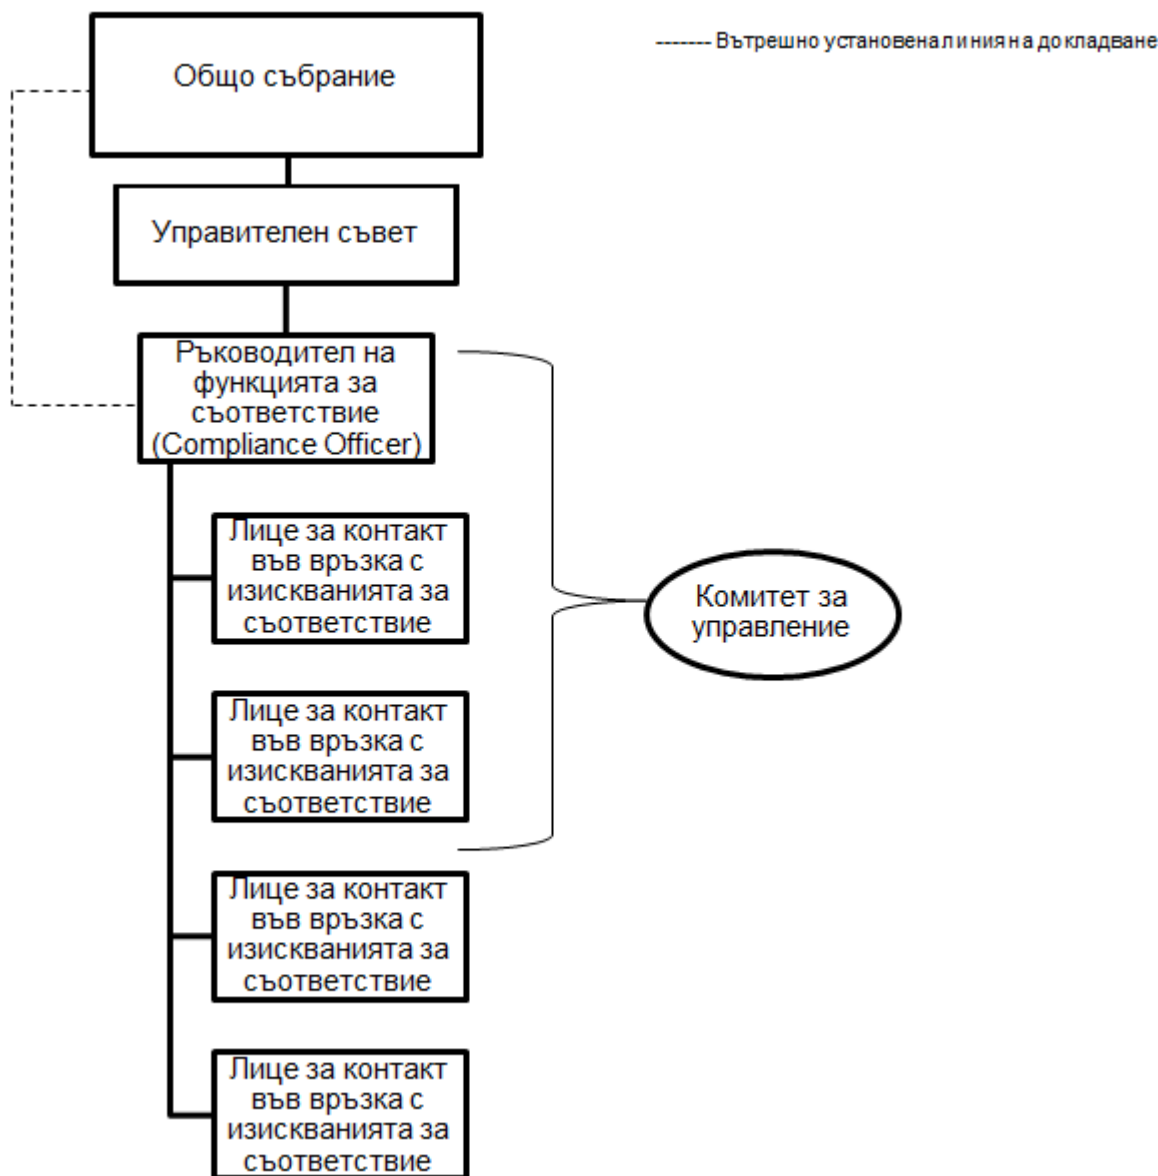 ------- Вътрешно установена линия на докладване
Общо събрание
Управителен съвет
Ръководител на
функцията за
съответствие
(Compliance Officer)
Лице за контакт
във връзка с
изискванията за
съответствие
Комитет за
управление
Лице за контакт
във връзка с
изискванията за
съответствие
Лице за контакт
във връзка с
изискванията за
съответствие
Лице за контакт
във връзка с
изискванията за
съответствие